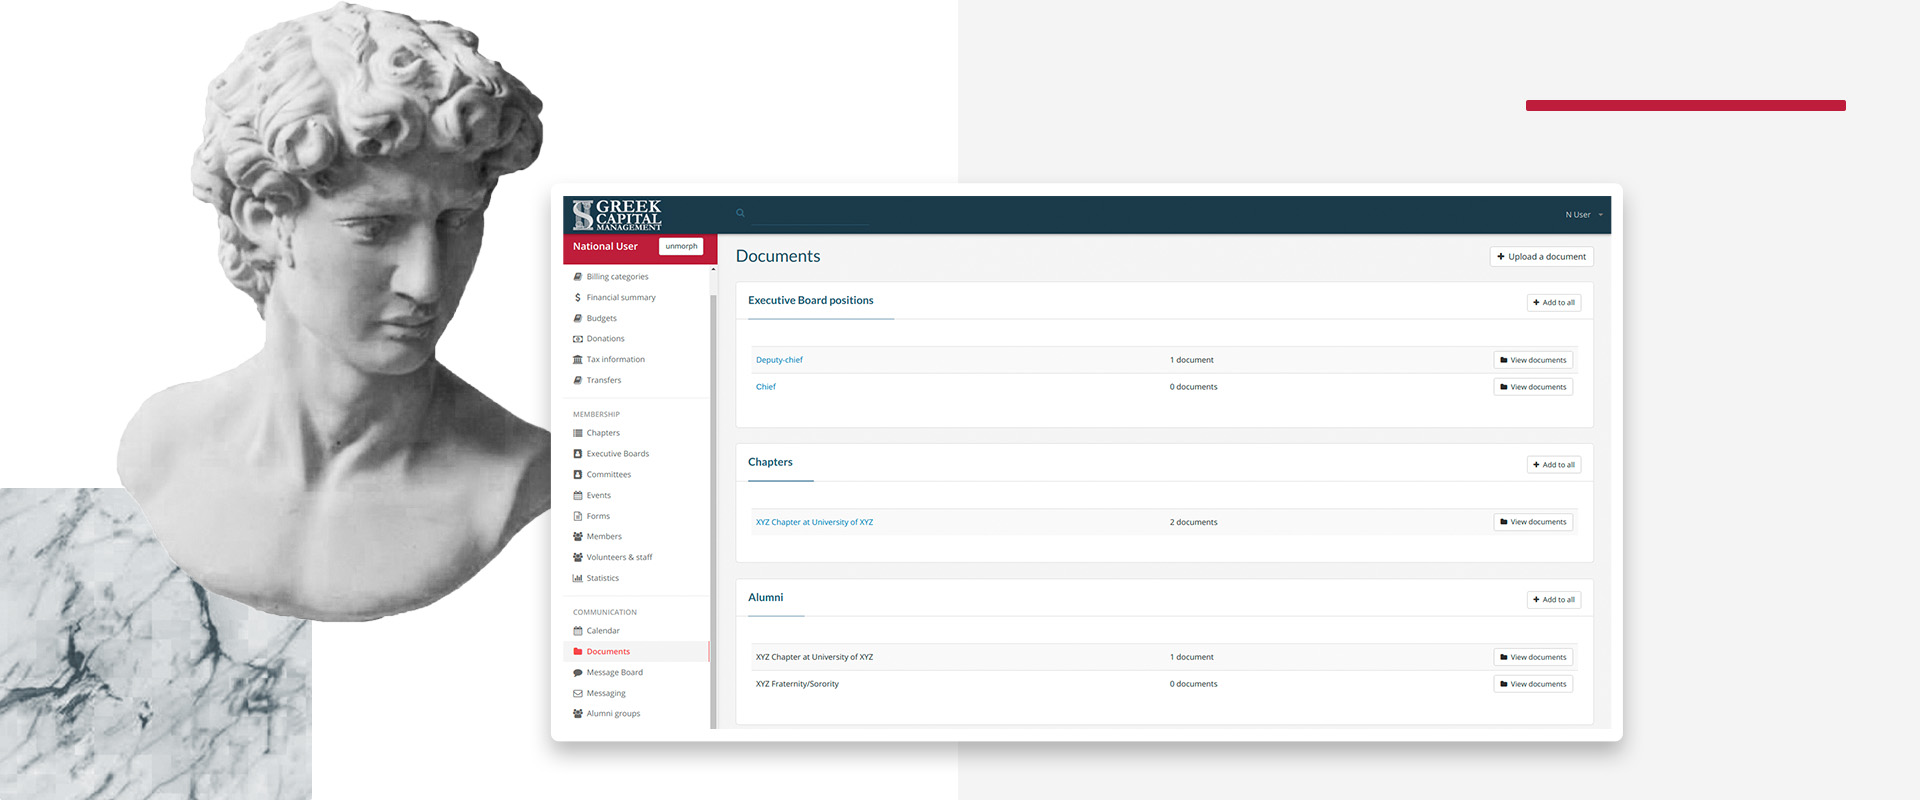 GREEK
CAPITAL
MANAGEMENT
N User
National User
unmorph
Billing categories
Financial summary
Budgets
Donations
Tax information
Transfers
MEMBERSHIP
Chapters
Executive Boards
Committees
Events
Forms
Members
Volunteers & staff
Statistics
COMMUNICATION
Calendar
Documents
Message Board
Messaging
Alumni groups
Documents
+ Upload a document
Executive Board positions
+ Add to all
Deputy-chief 1 document View documents
Chief 0 documents View documents
Chapters
+ Add to all
XYZ Chapter at University of XYZ 2 documents View documents
Alumni
+ Add to all
XYZ Chapter at University of XYZ 1 document View documents
XYZ Fraternity/Sorority 0 documents View documents